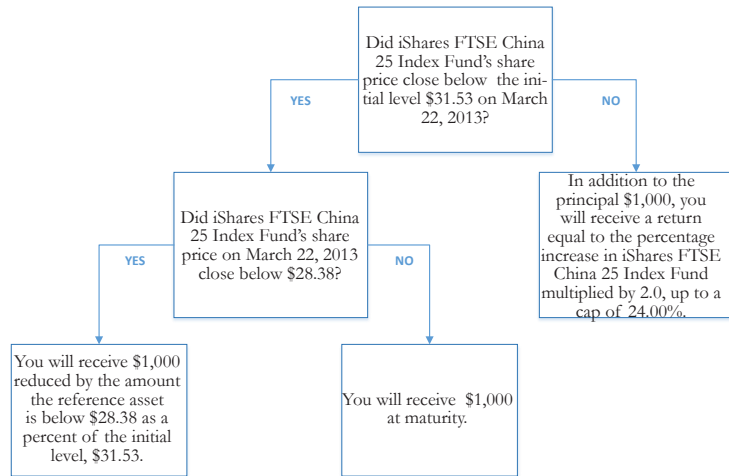 Did iShares FTSE China
25 Index Fund's share
price close below the ini-
tial level $31.53 on March
22, 2013?
YES
NO
Did iShares FTSE China
25 Index Fund's share
price on March 22, 2013
close below $28.38?
In addition to the
principal $1,000, you
will receive a return
equal to the percentage
increase in iShares FTSE
China 25 Index Fund
multiplied by 2.0, up to a
cap of 24.00%.
YES
NO
You will receive $1,000
reduced by the amount
the reference asset
is below $28.38 as a
percent of the initial
level, $31.53.
You will receive $1,000
at maturity.